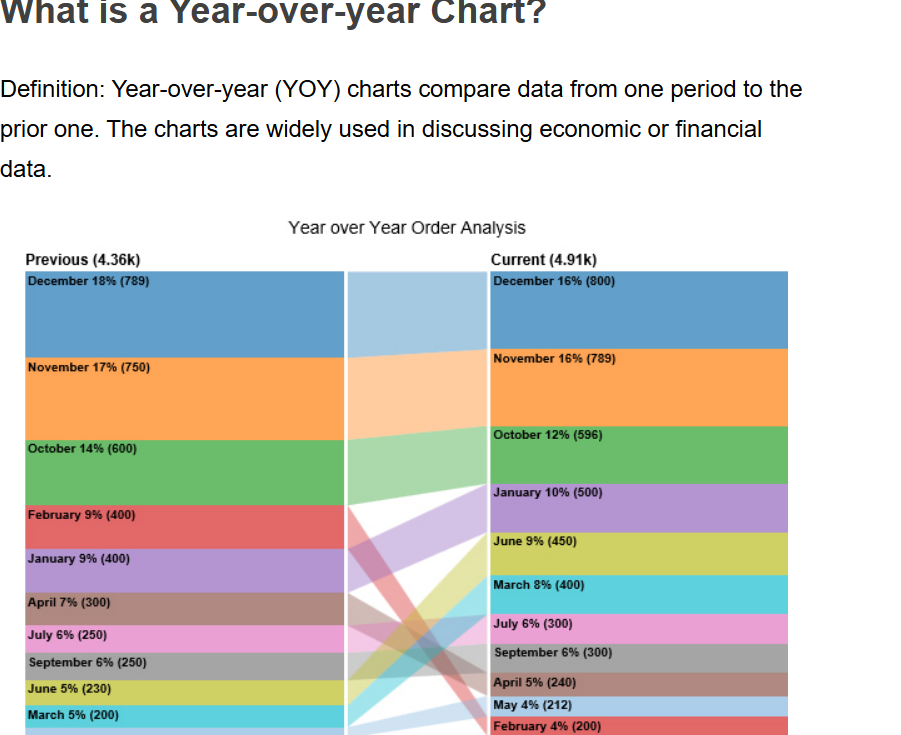 What is a Year-over-year Chart?
Definition: Year-over-year (YOY) charts compare data from one period to the
prior one. The charts are widely used in discussing economic or financial
data.
Year over Year Order Analysis
Previous (4.36k)
December 18% (789)
November 17% (750)
October 14% (600)
February 9% (400)
January 9% (400)
April 7% (300)
July 6% (250)
September 6% (250)
June 5% (230)
March 5% (200)
Current (4.91k)
December 16% (800)
November 16% (789)
October 12% (596)
January 10% (500)
June 9% (450)
March 8% (400)
July 6% (300)
September 6% (300)
April 5% (240)
May 4% (212)
February 4% (200)